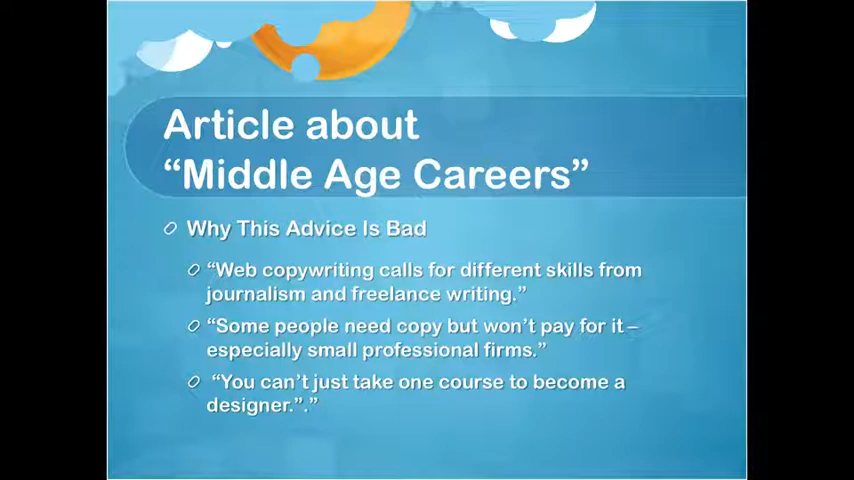 Article about
“Middle Age Careers”
Why This Advice Is Bad
“Web copywriting calls for different skills from
journalism and freelance writing.”
“Some people need copy but won’t pay for it –
especially small professional firms.”
“You can’t just take one course to become a
designer.”.”